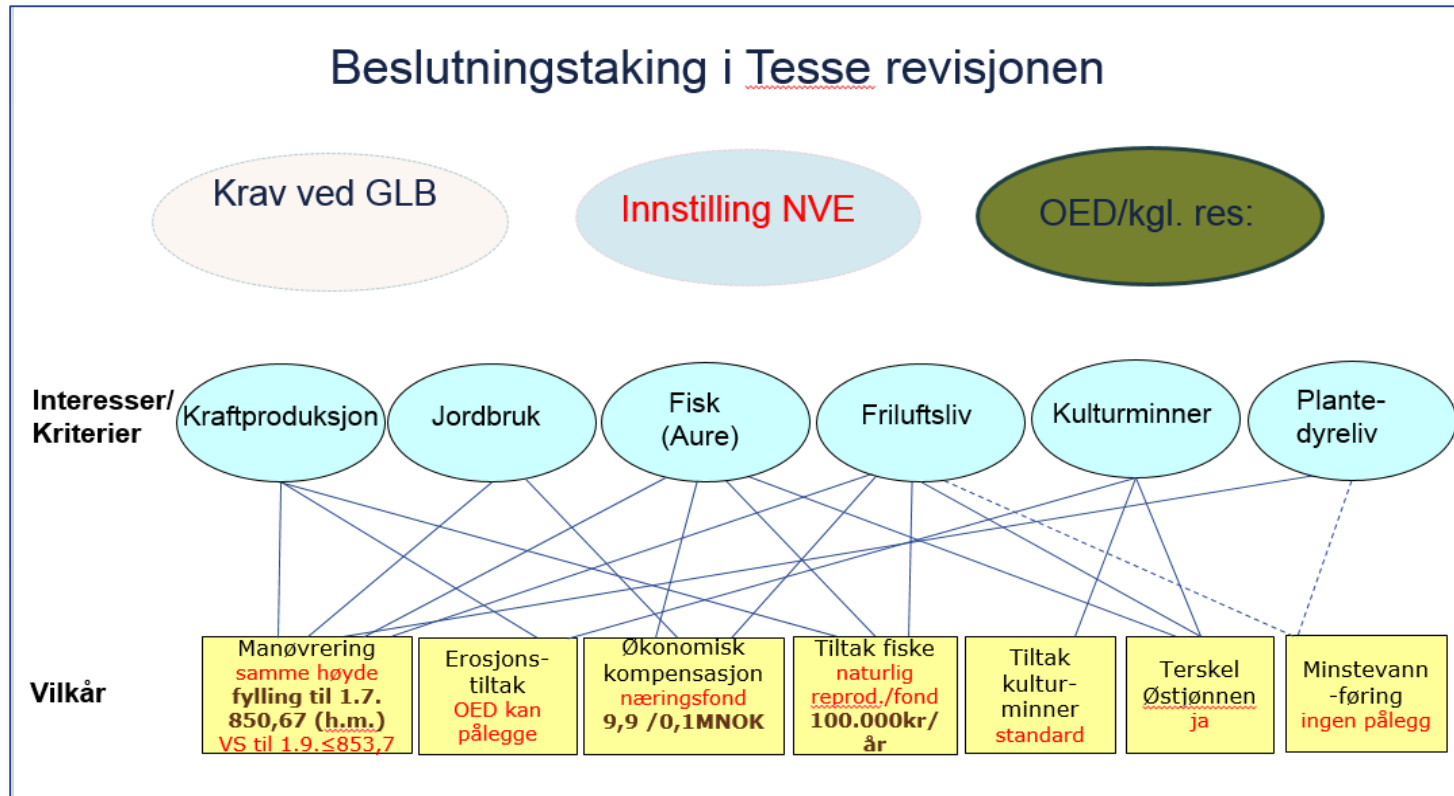 Beslutningstaking i Tesse revisjonen
Krav ved GLB
Innstilling NVE
OED/kgl. res:
Interesser/
Kriterier
Kraftproduksjon
Jordbruk
Fisk
(Aure)
Friluftsliv
Kulturminner
Plante-
dyreliv
Vilkår
Manøvrering
samme høyde
fylling til 1.7.
850,67 (h.m.)
VS til 1.9.≤853,7
Erosjons-
tiltak
OED kan
pålegge
Økonomisk
kompensasjon
næringsfond
9,9 /0,1MNOK
Tiltak fiske
naturlig
reprod./fond
100.000kr/
år
Tiltak
kultur-
minner
standard
Terskel
Østjønnen
ja
Minstevann
-føring
ingen pålegg